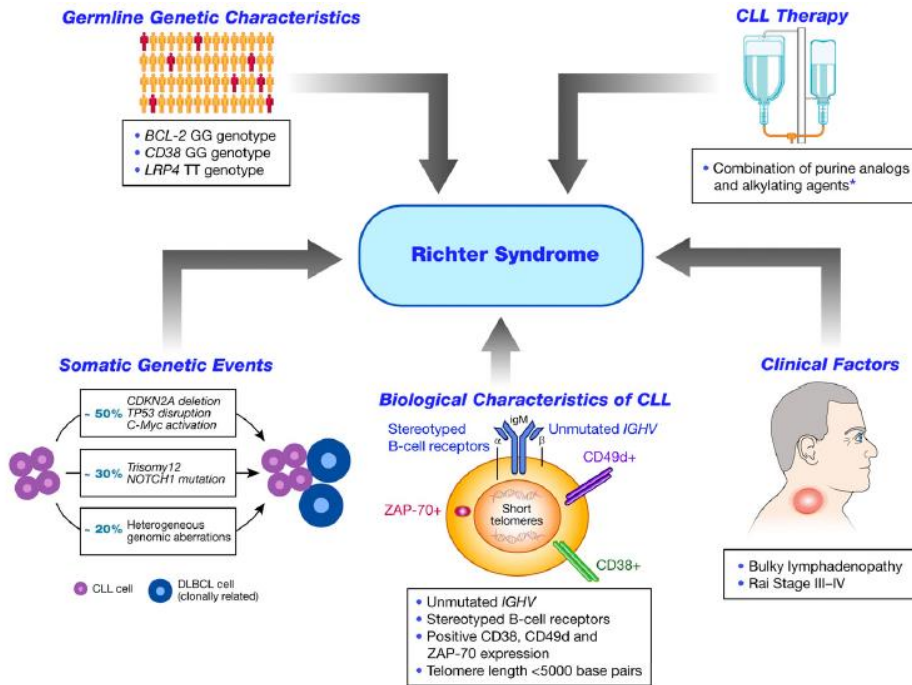 Germline Genetic Characteristics
• BCL-2 GG genotype
• CD38 GG genotype
• LRP4 TT genotype
CLL Therapy
• Combination of purine analogs
and alkylating agents*
Richter Syndrome
Somatic Genetic Events
~ 50%
CDKN2A deletion
TP53 disruption
C-Myc activation
~ 30%
Trisomy12
NOTCH1 mutation
~ 20%
Heterogeneous
genomic aberrations
CLL cell
DLBCL cell
(clonally related)
Biological Characteristics of CLL
Stereotyped
B-cell receptors
IgM
α
β
Unmutated IGHV
CD49d+
ZAP-70+
Short
telomeres
CD38+
• Unmutated IGHV
• Stereotyped B-cell receptors
• Positive CD38, CD49d and
ZAP-70 expression
• Telomere length <5000 base pairs
Clinical Factors
• Bulky lymphadenopathy
• Rai Stage III–IV